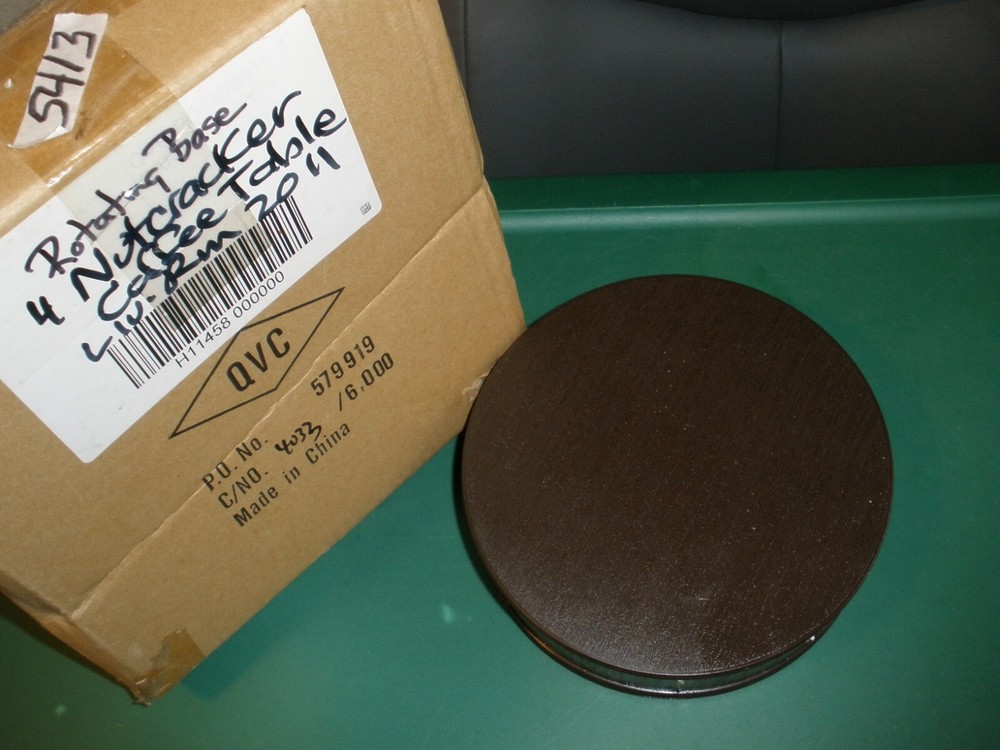 5413
Rotating Base
"Nutcracker
Coffee Table
Liv. Rm 2011
H11458 000000
QVC
P.O. No. 579919
C/NO. 4033 /6,000
Made in China